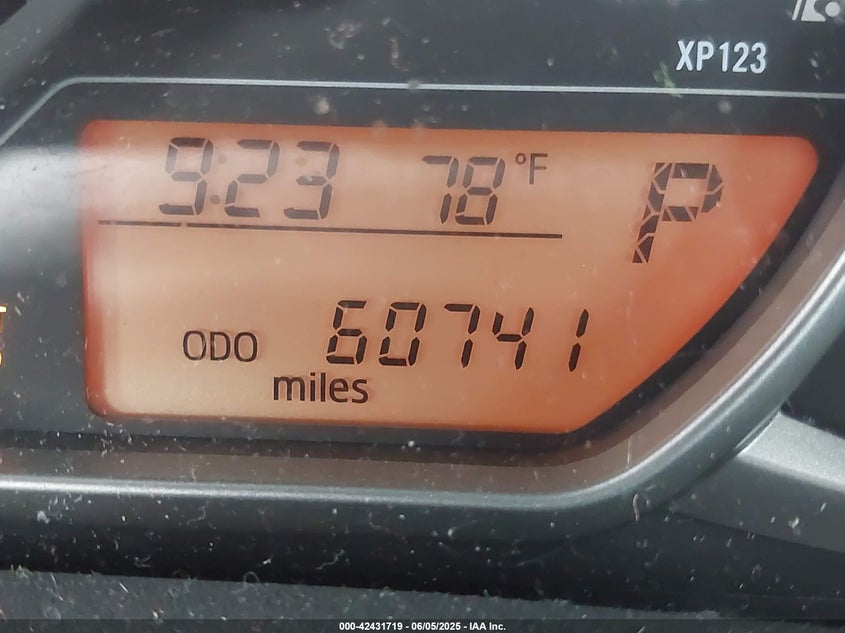 XP123
9:23 78°F P
ODO 60741
miles
000-42431719 - 06/05/2025 - IAA Inc.